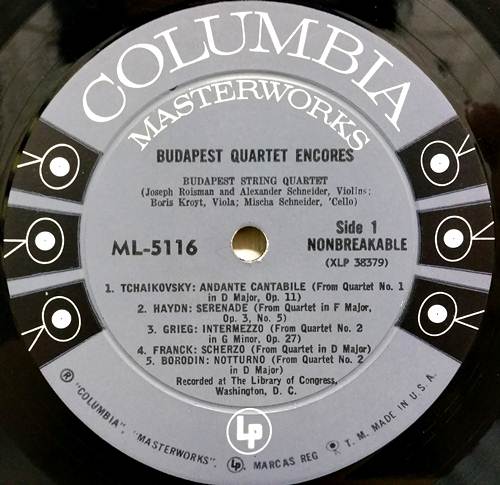 COLUMBIA
MASTERWORKS
BUDAPEST QUARTET ENCORES
BUDAPEST STRING QUARTET
(Joseph Roisman and Alexander Schneider, Violins;
Boris Kroyt, Viola; Mischa Schneider, 'Cello)
ML-5116
Side 1
NONBREAKABLE
(XLP 38379)
1. TCHAIKOVSKY: ANDANTE CANTABILE (From Quartet No. 1
in D Major, Op. 11)
2. HAYDN: SERENADE (From Quartet in F Major,
Op. 3, No. 5)
3. GRIEG: INTERMEZZO (From Quartet No. 2
in G Minor, Op. 27)
4. FRANCK: SCHERZO (From Quartet in D Major)
5. BORODIN: NOTTURNO (From Quartet No. 2
in D Major)
Recorded at The Library of Congress,
Washington, D. C.
LP
® "COLUMBIA", "MASTERWORKS", LP, MARCAS REG ● T. M. MADE IN U.S.A.